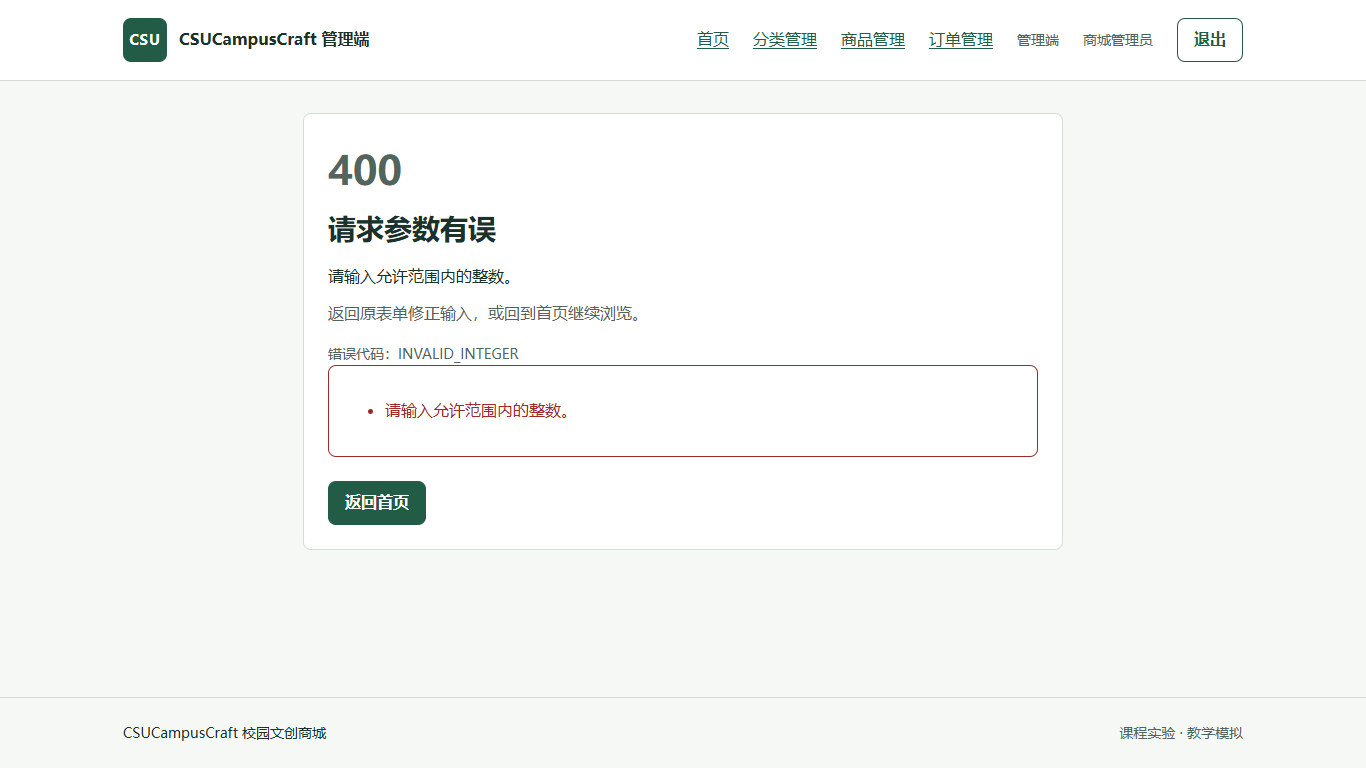 CSU CSUCampusCraft 管理端 首页 分类管理 商品管理 订单管理 管理端 商城管理员 退出
400
请求参数有误
请输入允许范围内的整数。
返回原表单修正输入，或回到首页继续浏览。
错误代码：INVALID_INTEGER
• 请输入允许范围内的整数。
返回首页
CSUCampusCraft 校园文创商城 课程实验 · 教学模拟